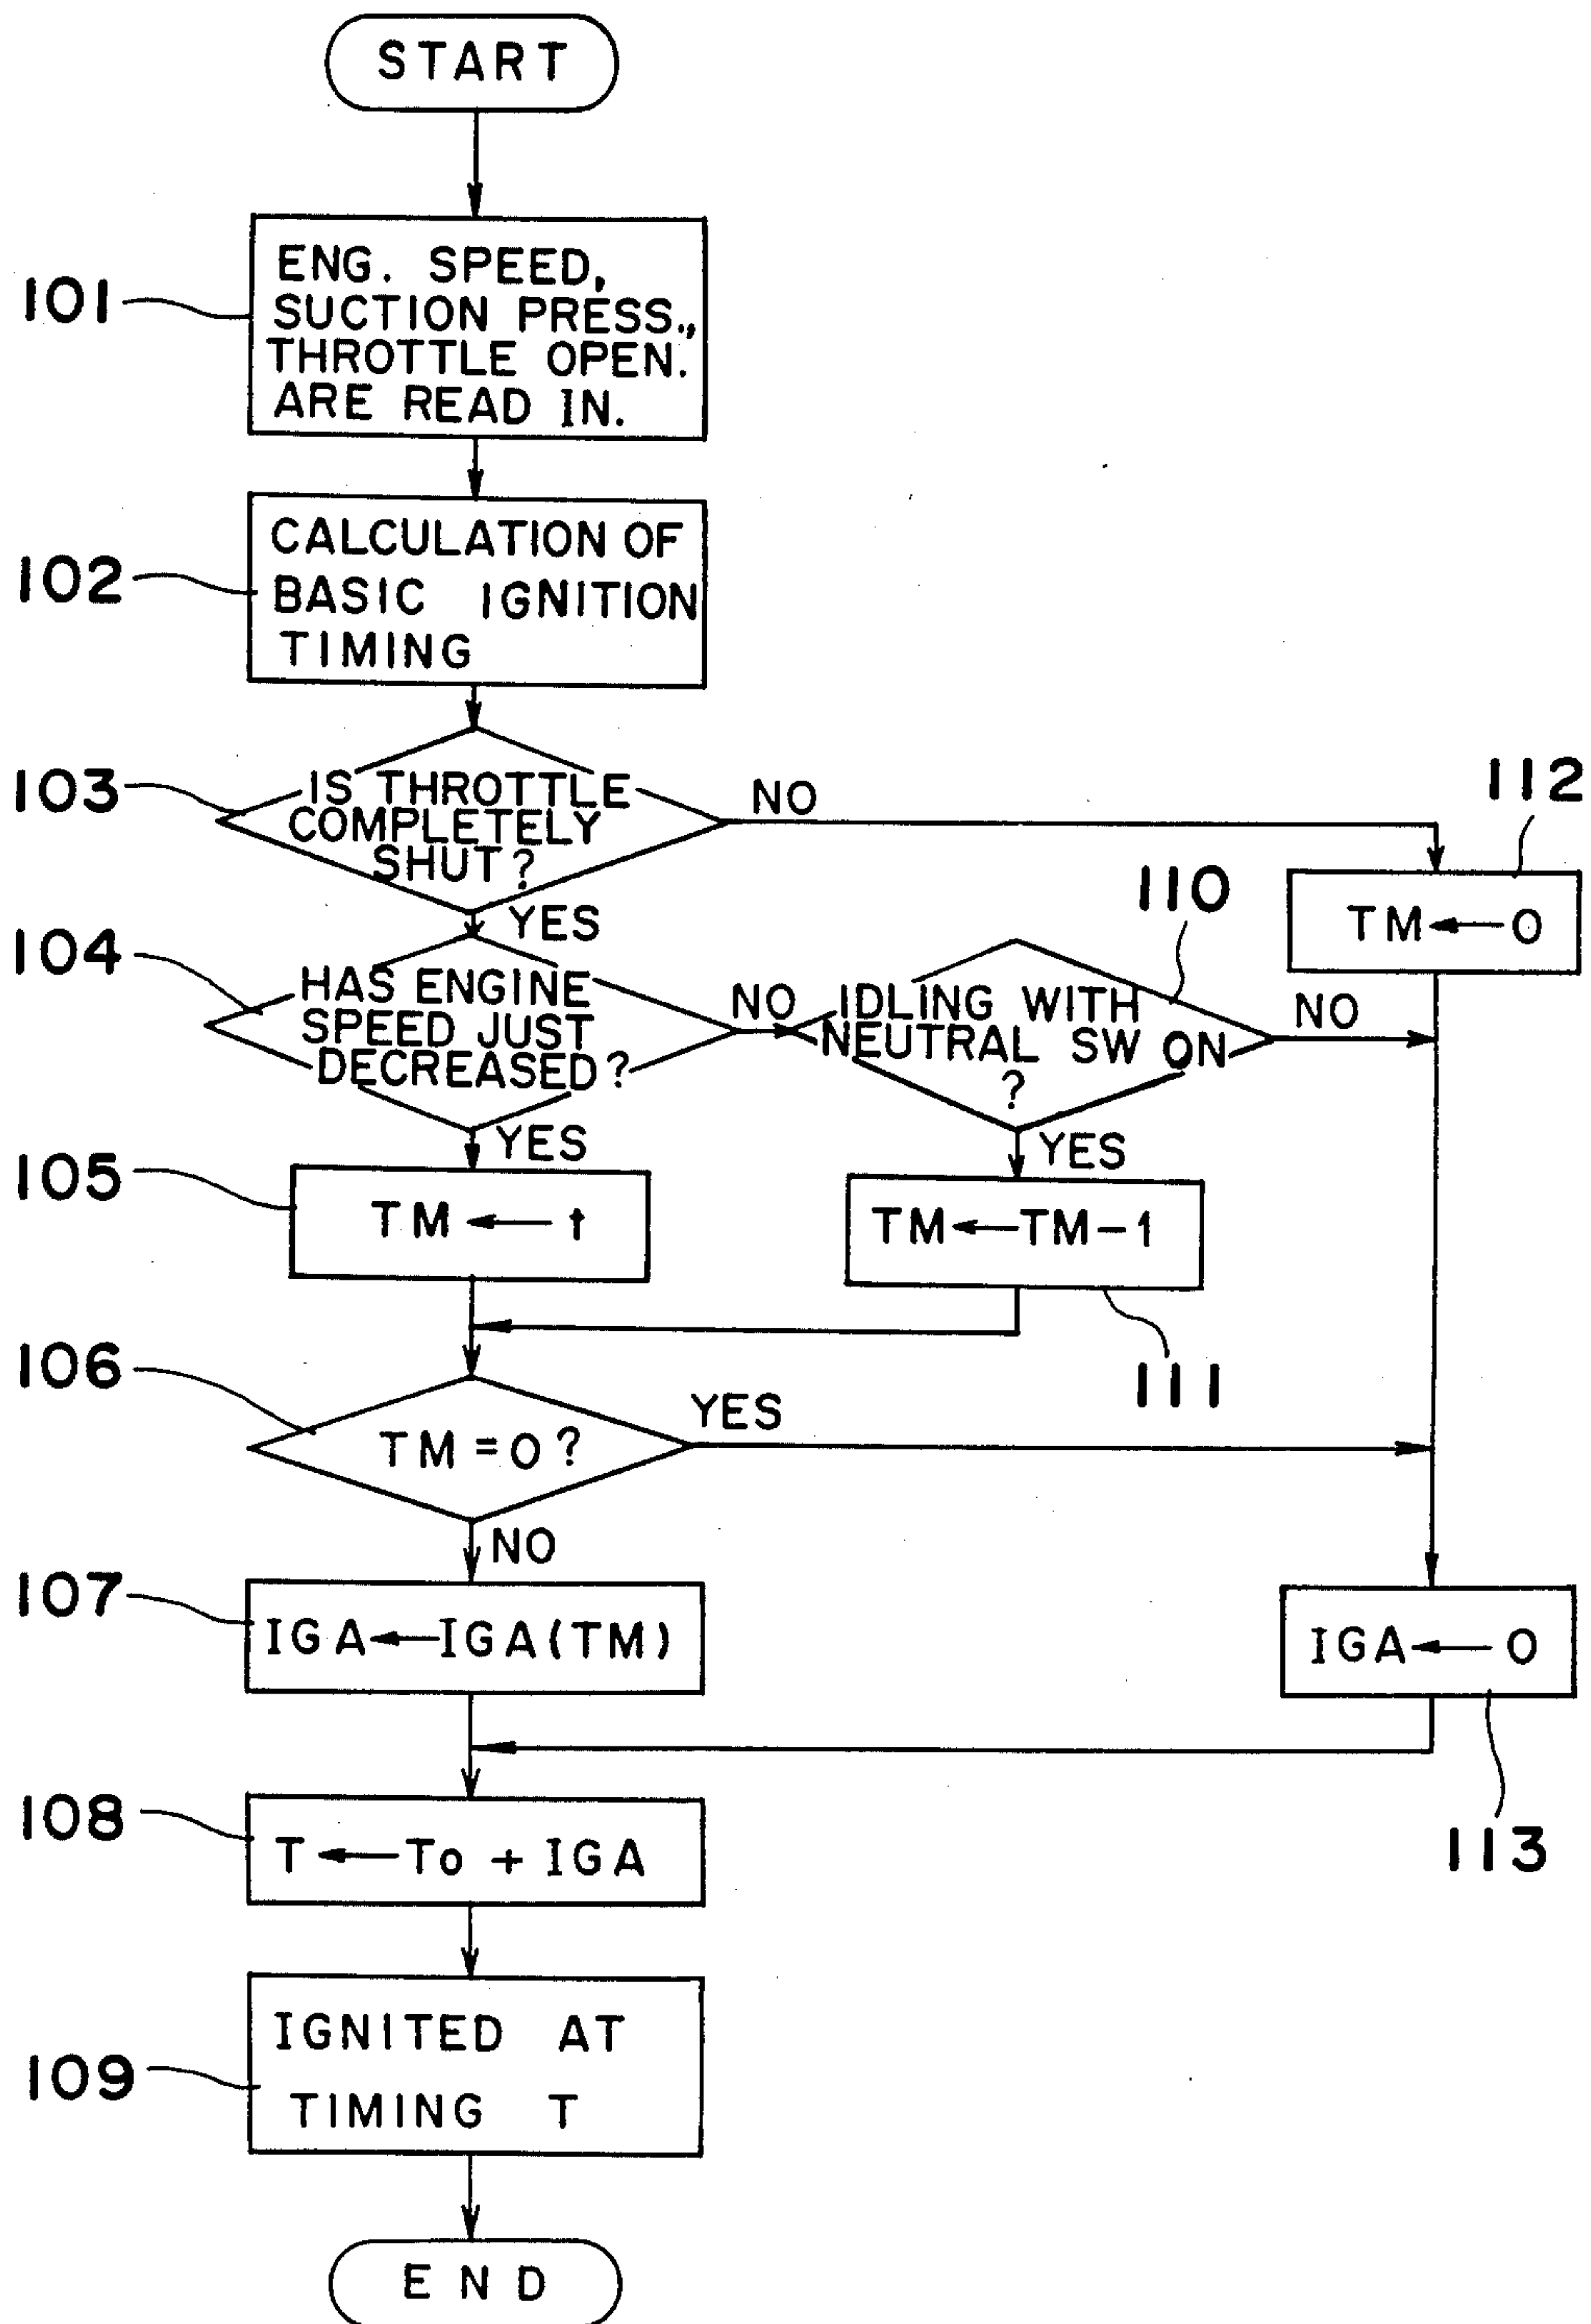 START
101
ENG. SPEED,
SUCTION PRESS.,
THROTTLE OPEN.
ARE READ IN.
102
CALCULATION OF
BASIC IGNITION
TIMING
103
IS THROTTLE
COMPLETELY
SHUT?
NO
YES
112
TM ← 0
104
HAS ENGINE
SPEED JUST
DECREASED?
NO
YES
110
IDLING WITH
NEUTRAL SW ON
?
NO
YES
105
TM ← t
TM ← TM - 1
111
106
TM = 0?
YES
NO
107
IGA ← IGA(TM)
IGA ← 0
113
108
T ← To + IGA
109
IGNITED AT
TIMING T
END